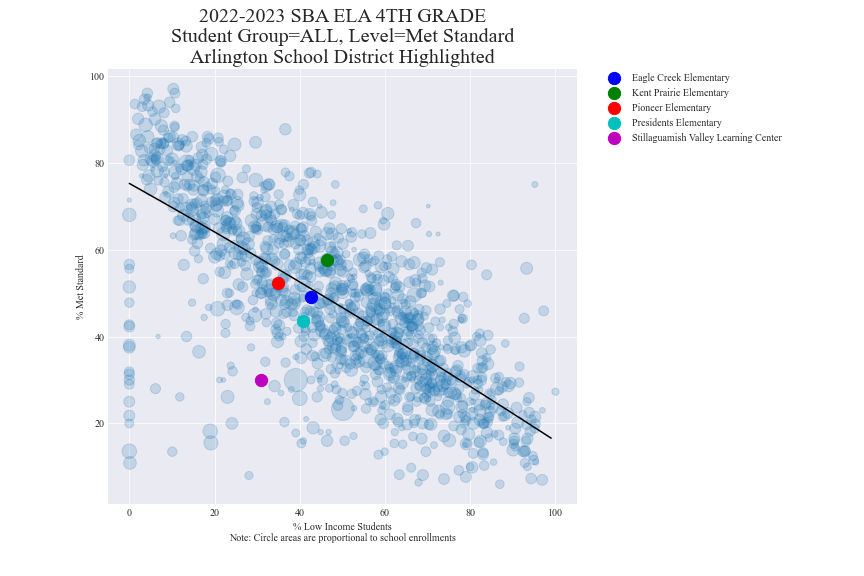 2022-2023 SBA ELA 4TH GRADE
Student Group=ALL, Level=Met Standard
Arlington School District Highlighted
Eagle Creek Elementary
Kent Prairie Elementary
Pioneer Elementary
Presidents Elementary
Stillaguamish Valley Learning Center
% Met Standard
100
80
60
40
20
0 20 40 60 80 100
% Low Income Students
Note: Circle areas are proportional to school enrollments